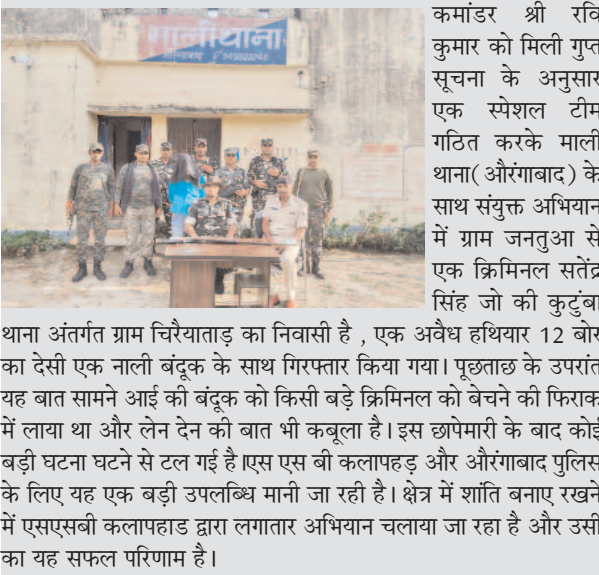 मालीथाना
औरंगाबाद
कमांडर श्री रवि
कुमार को मिली गुप्त
सूचना के अनुसार
एक स्पेशल टीम
गठित करके माली
थाना( औरंगाबाद ) के
साथ संयुक्त अभियान
में ग्राम जनतुआ से
एक क्रिमिनल सतेंद्र
सिंह जो की कुटुंबा
थाना अंतर्गत ग्राम चिरैयाताड़ का निवासी है , एक अवैध हथियार 12 बोर
का देसी एक नाली बंदूक के साथ गिरफ्तार किया गया। पूछताछ के उपरांत
यह बात सामने आई की बंदूक को किसी बड़े क्रिमिनल को बेचने की फिराक
में लाया था और लेन देन की बात भी कबूला है। इस छापेमारी के बाद कोई
बड़ी घटना घटने से टल गई है।एस एस बी कलापहड़ और औरंगाबाद पुलिस
के लिए यह एक बड़ी उपलब्धि मानी जा रही है। क्षेत्र में शांति बनाए रखने
में एसएसबी कलापहाड द्वारा लगातार अभियान चलाया जा रहा है और उसी
का यह सफल परिणाम है।